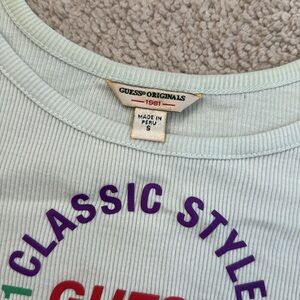 GUESS® ORIGINALS
1981
MADE IN
PERU
S
CLASSIC STYLE